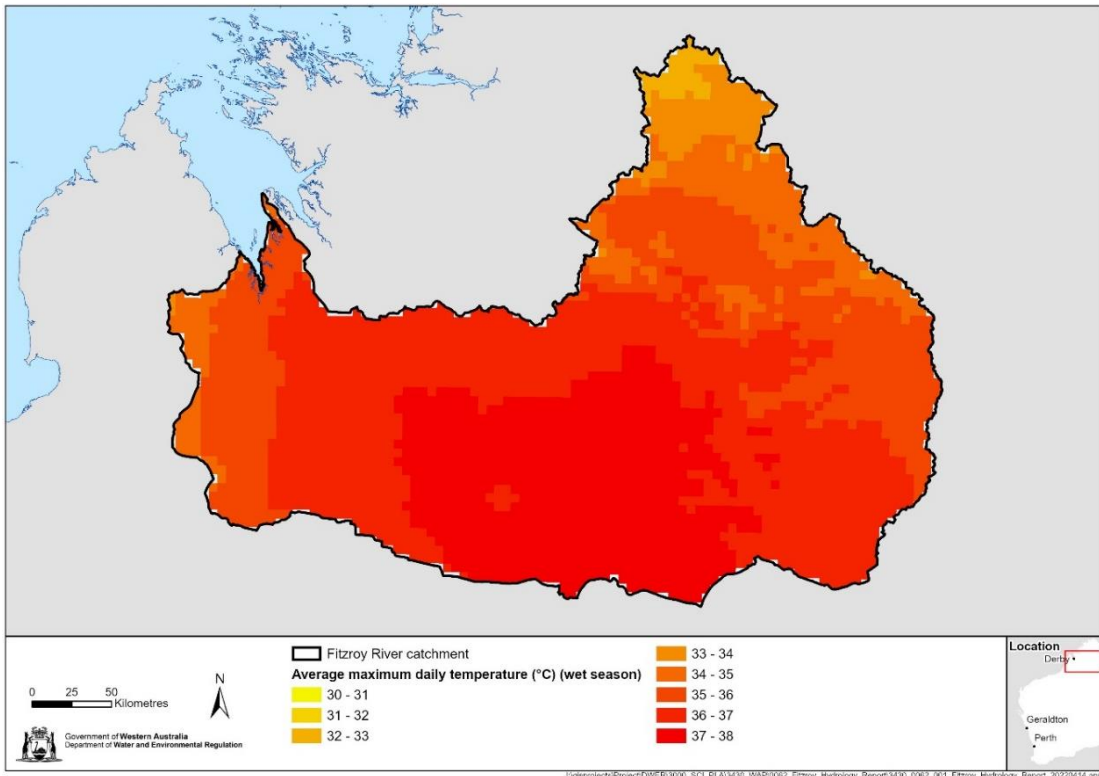 Fitzroy River catchment
Average maximum daily temperature (°C) (wet season)
30 - 31
31 - 32
32 - 33
33 - 34
34 - 35
35 - 36
36 - 37
37 - 38
0 25 50
Kilometres
N
Government of Western Australia
Department of Water and Environmental Regulation
Location
Derby
Geraldton
Perth